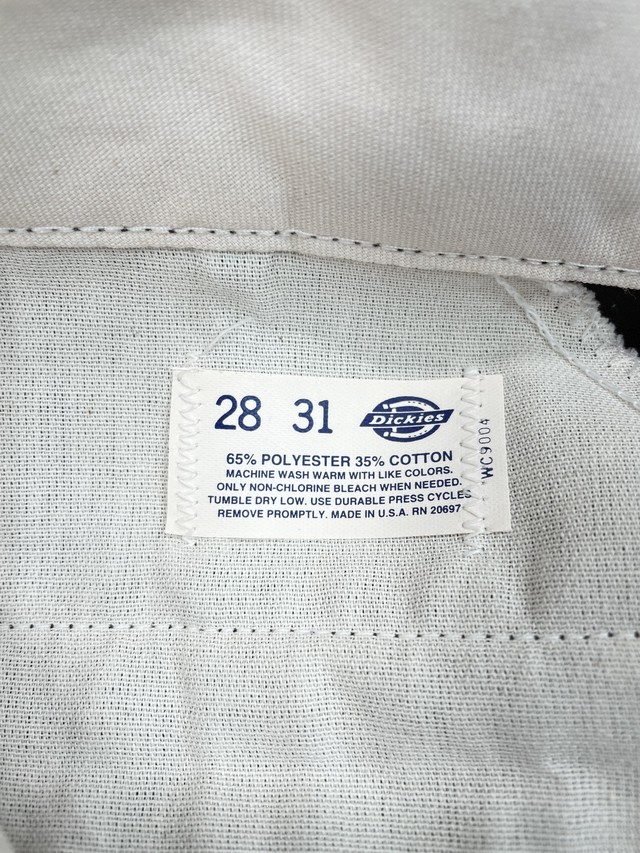 28 31 Dickies
65% POLYESTER 35% COTTON
MACHINE WASH WARM WITH LIKE COLORS.
ONLY NON-CHLORINE BLEACH WHEN NEEDED.
TUMBLE DRY LOW. USE DURABLE PRESS CYCLES
REMOVE PROMPTLY. MADE IN U.S.A. RN 20697
WC9004